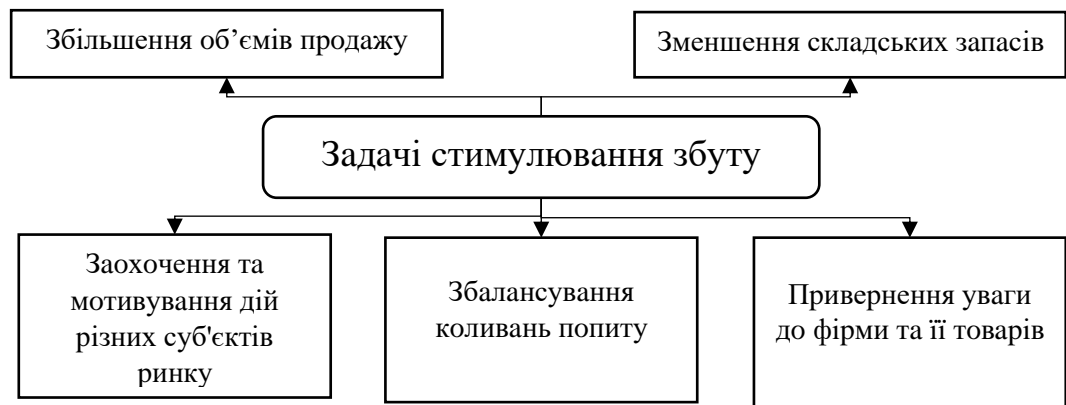 Збільшення об’ємів продажу
Зменшення складських запасів
Задачі стимулювання збуту
Заохочення та
мотивування дій
різних суб'єктів
ринку
Збалансування
коливань попиту
Привернення уваги
до фірми та її товарів